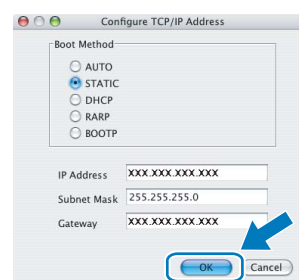 Configure TCP/IP Address
Boot Method
AUTO
STATIC
DHCP
RARP
BOOTP
IP Address XXX.XXX.XXX.XXX
Subnet Mask 255.255.255.0
Gateway XXX.XXX.XXX.XXX
OK Cancel